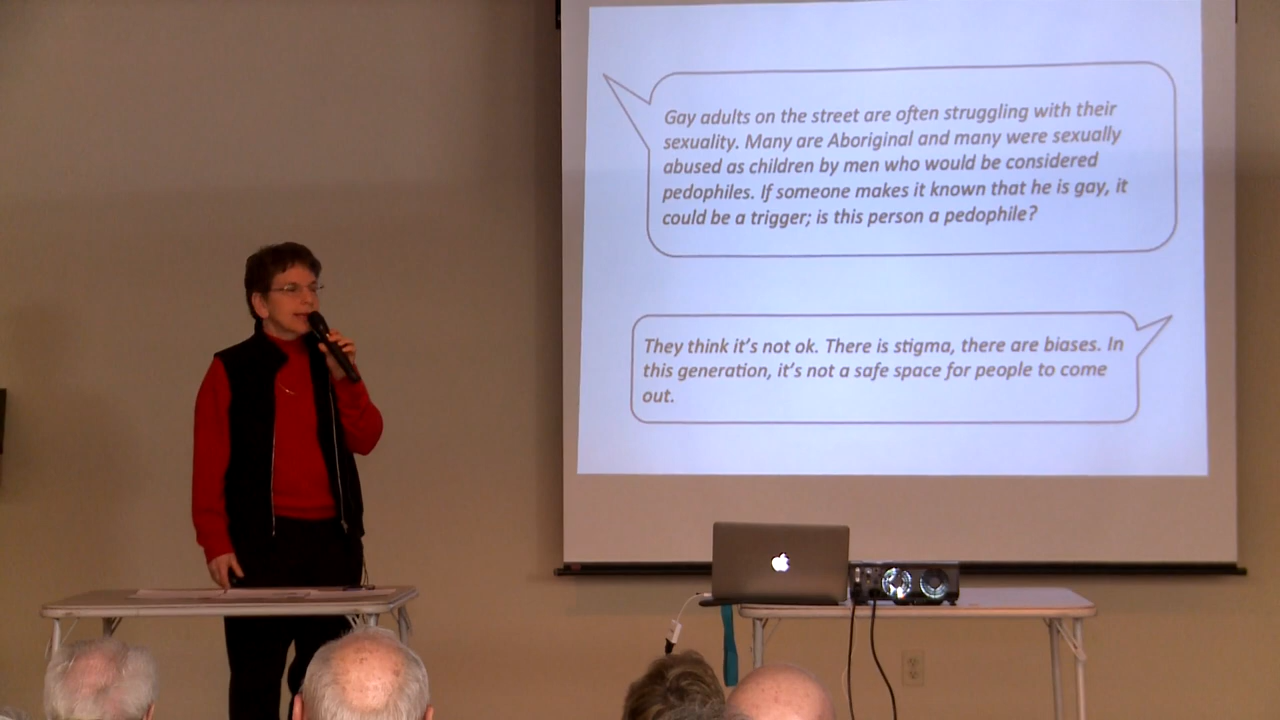 Gay adults on the street are often struggling with their
sexuality. Many are Aboriginal and many were sexually
abused as children by men who would be considered
pedophiles. If someone makes it known that he is gay, it
could be a trigger; is this person a pedophile?
They think it's not ok. There is stigma, there are biases. In
this generation, it's not a safe space for people to come
out.